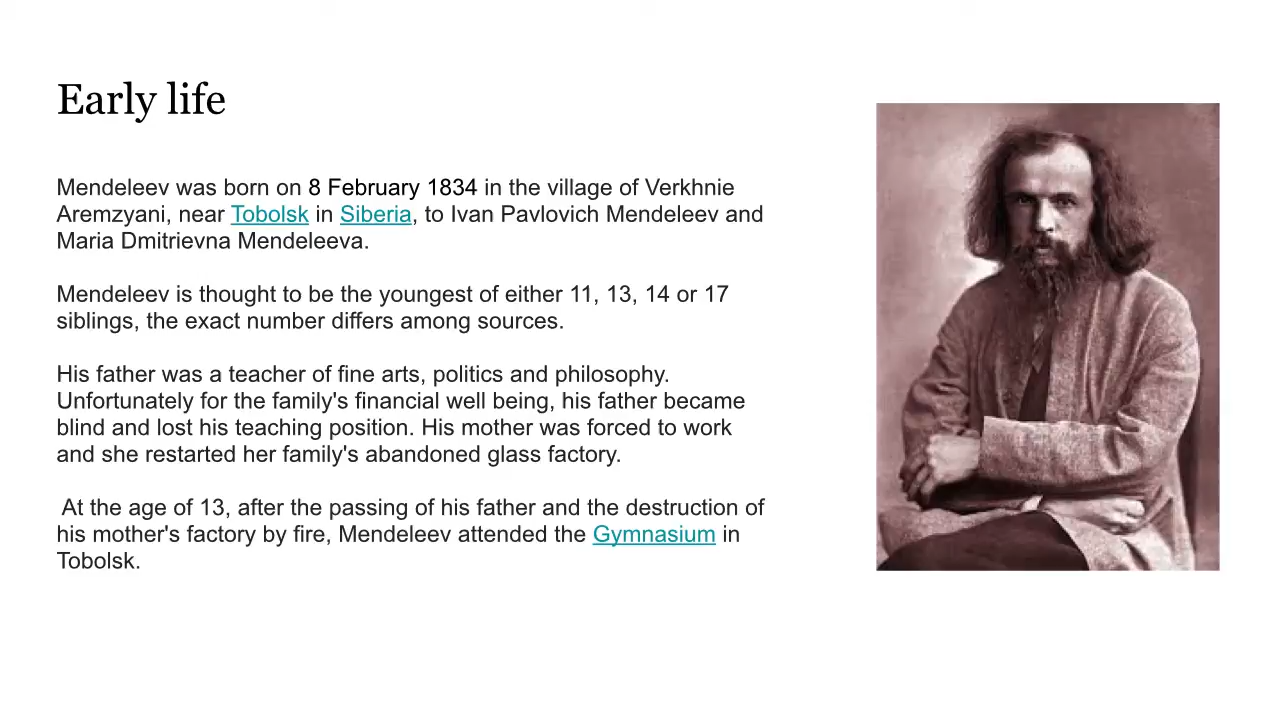 Early life
Mendeleev was born on 8 February 1834 in the village of Verkhnie
Aremzyani, near Tobolsk in Siberia, to Ivan Pavlovich Mendeleev and
Maria Dmitrievna Mendeleeva.
Mendeleev is thought to be the youngest of either 11, 13, 14 or 17
siblings, the exact number differs among sources.
His father was a teacher of fine arts, politics and philosophy.
Unfortunately for the family's financial well being, his father became
blind and lost his teaching position. His mother was forced to work
and she restarted her family's abandoned glass factory.
At the age of 13, after the passing of his father and the destruction of
his mother's factory by fire, Mendeleev attended the Gymnasium in
Tobolsk.